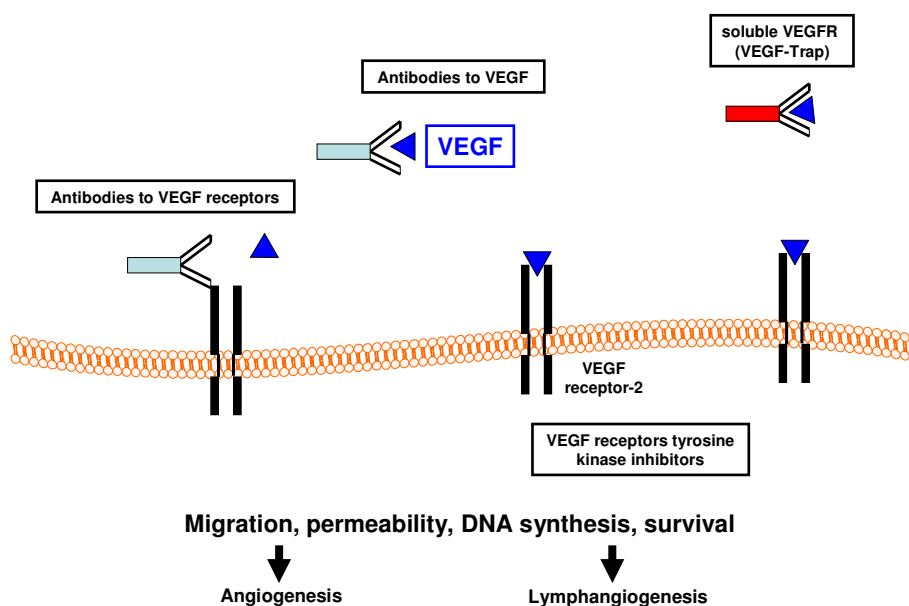 soluble VEGFR
(VEGF-Trap)
Antibodies to VEGF
VEGF
Antibodies to VEGF receptors
VEGF
receptor-2
VEGF receptors tyrosine
kinase inhibitors
Migration, permeability, DNA synthesis, survival
Angiogenesis
Lymphangiogenesis